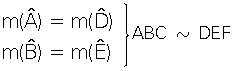 m(Â) = m(D̂)
m(B̂) = m(Ê)
} ABC ~ DEF